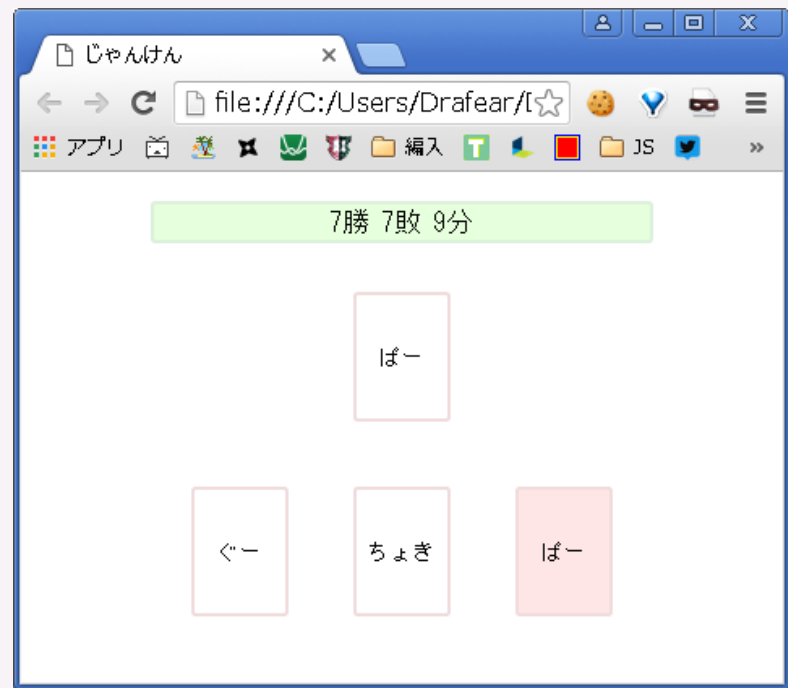 じゃんけん
file:///C:/Users/Drafear/
アプリ 編入 T JS »
7勝 7敗 9分
ぱー
ぐー ちょき ぱー